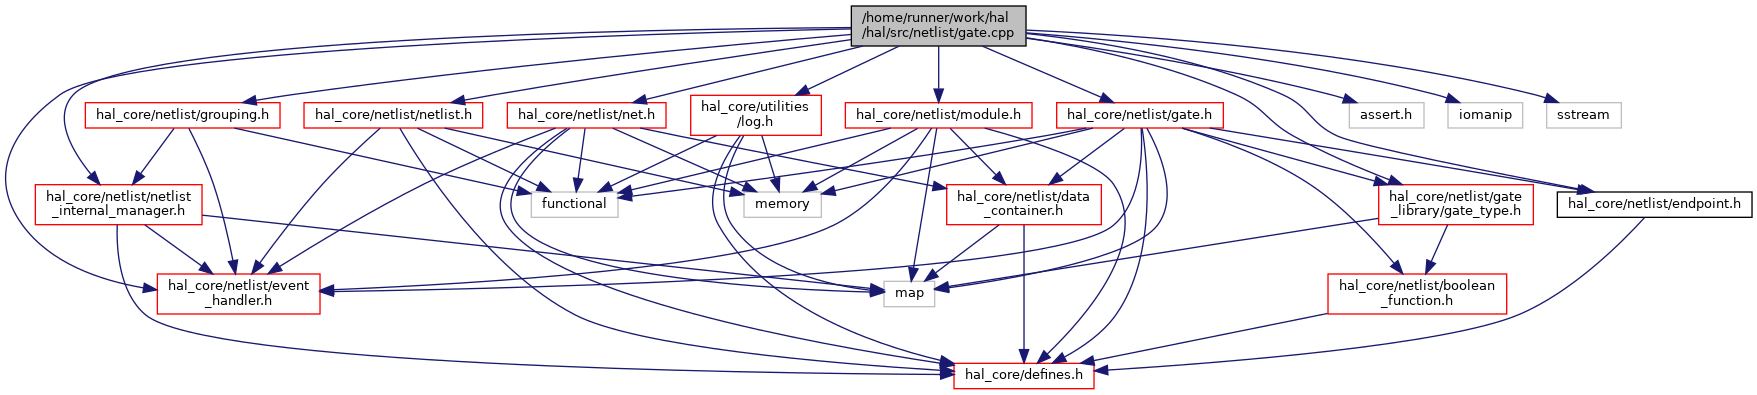 /home/runner/work/hal
/hal/src/netlist/gate.cpp
hal_core/netlist/grouping.h
hal_core/netlist/netlist.h
hal_core/netlist/net.h
hal_core/utilities
/log.h
hal_core/netlist/module.h
hal_core/netlist/gate.h
assert.h
iomanip
sstream
hal_core/netlist/netlist
_internal_manager.h
functional
memory
hal_core/netlist/data
_container.h
hal_core/netlist/gate
_library/gate_type.h
hal_core/netlist/endpoint.h
hal_core/netlist/event
_handler.h
map
hal_core/netlist/boolean
_function.h
hal_core/defines.h